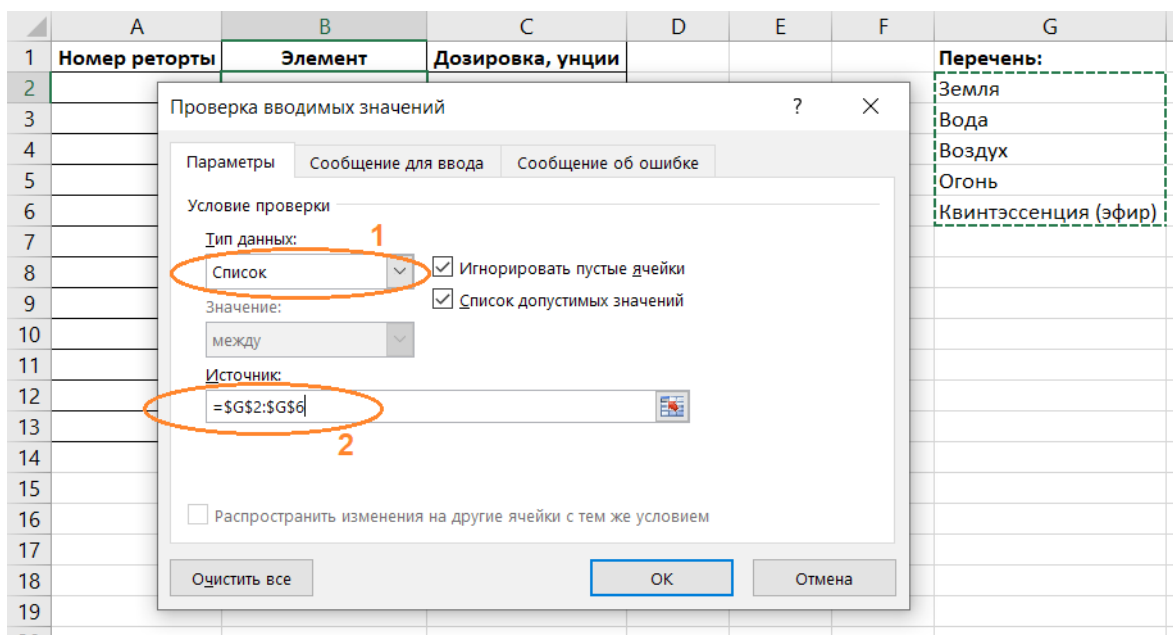 A B C D E F G
1 Номер реторты Элемент Дозировка, унции Перечень:
2 Земля
Проверка вводимых значений ? ×
3 Вода
4 Воздух
Параметры Сообщение для ввода Сообщение об ошибке
5 Огонь
6 Квинтэссенция (эфир)
Условие проверки
7
Тип данных: 1
8
Список Игнорировать пустые ячейки
9
Значение: Список допустимых значений
10
между
11
Источник:
12
=$G$2:$G$6
13
2
14
15
16
Распространить изменения на другие ячейки с тем же условием
17
18
Очистить все ОК Отмена
19